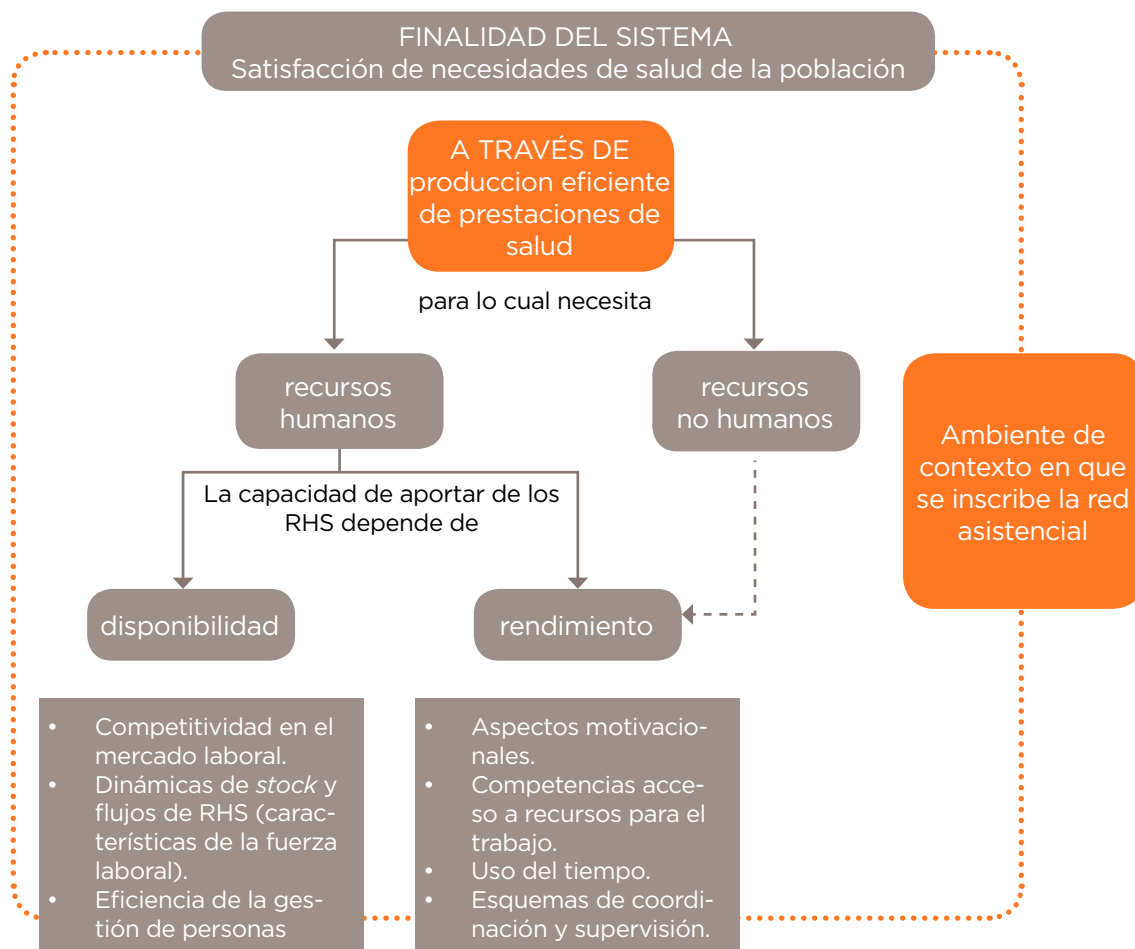 FINALIDAD DEL SISTEMA
Satisfacción de necesidades de salud de la población
A TRAVÉS DE
produccion eficiente
de prestaciones de
salud
para lo cual necesita
recursos
humanos
recursos
no humanos
Ambiente de
contexto en que
se inscribe la red
asistencial
La capacidad de aportar de los
RHS depende de
disponibilidad
rendimiento
• Competitividad en el
mercado laboral.
• Dinámicas de stock y
flujos de RHS (carac-
terísticas de la fuerza
laboral).
• Eficiencia de la ges-
tión de personas
• Aspectos motivacio-
nales.
• Competencias acce-
so a recursos para el
trabajo.
• Uso del tiempo.
• Esquemas de coordi-
nación y supervisión.